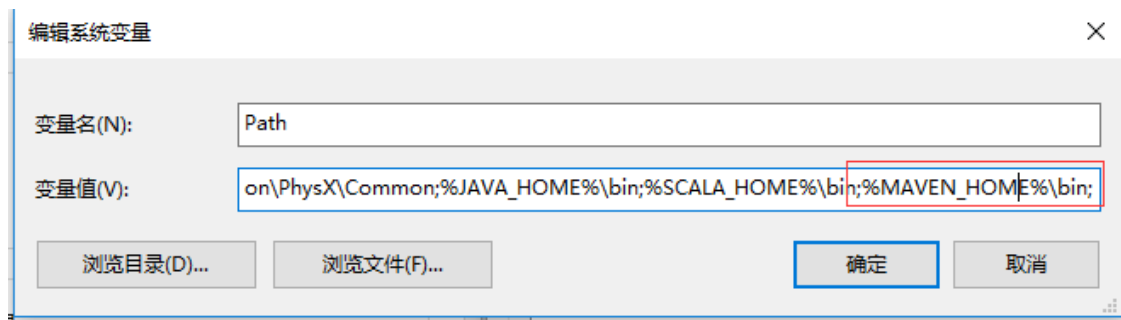 编辑系统变量
变量名(N):
Path
变量值(V):
on\PhysX\Common;%JAVA_HOME%\bin;%SCALA_HOME%\bin;%MAVEN_HOME%\bin;
浏览目录(D)...
浏览文件(F)...
确定
取消